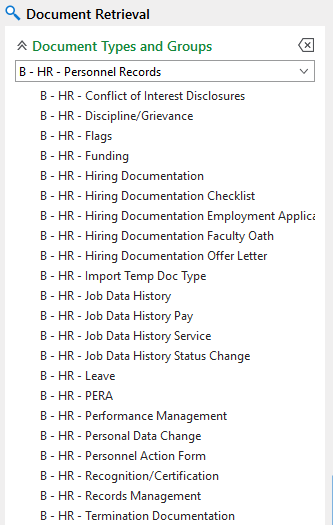 Document Retrieval
Document Types and Groups
B - HR - Personnel Records
B - HR - Conflict of Interest Disclosures
B - HR - Discipline/Grievance
B - HR - Flags
B - HR - Funding
B - HR - Hiring Documentation
B - HR - Hiring Documentation Checklist
B - HR - Hiring Documentation Employment Applica
B - HR - Hiring Documentation Faculty Oath
B - HR - Hiring Documentation Offer Letter
B - HR - Import Temp Doc Type
B - HR - Job Data History
B - HR - Job Data History Pay
B - HR - Job Data History Service
B - HR - Job Data History Status Change
B - HR - Leave
B - HR - PERA
B - HR - Performance Management
B - HR - Personal Data Change
B - HR - Personnel Action Form
B - HR - Recognition/Certification
B - HR - Records Management
B - HR - Termination Documentation